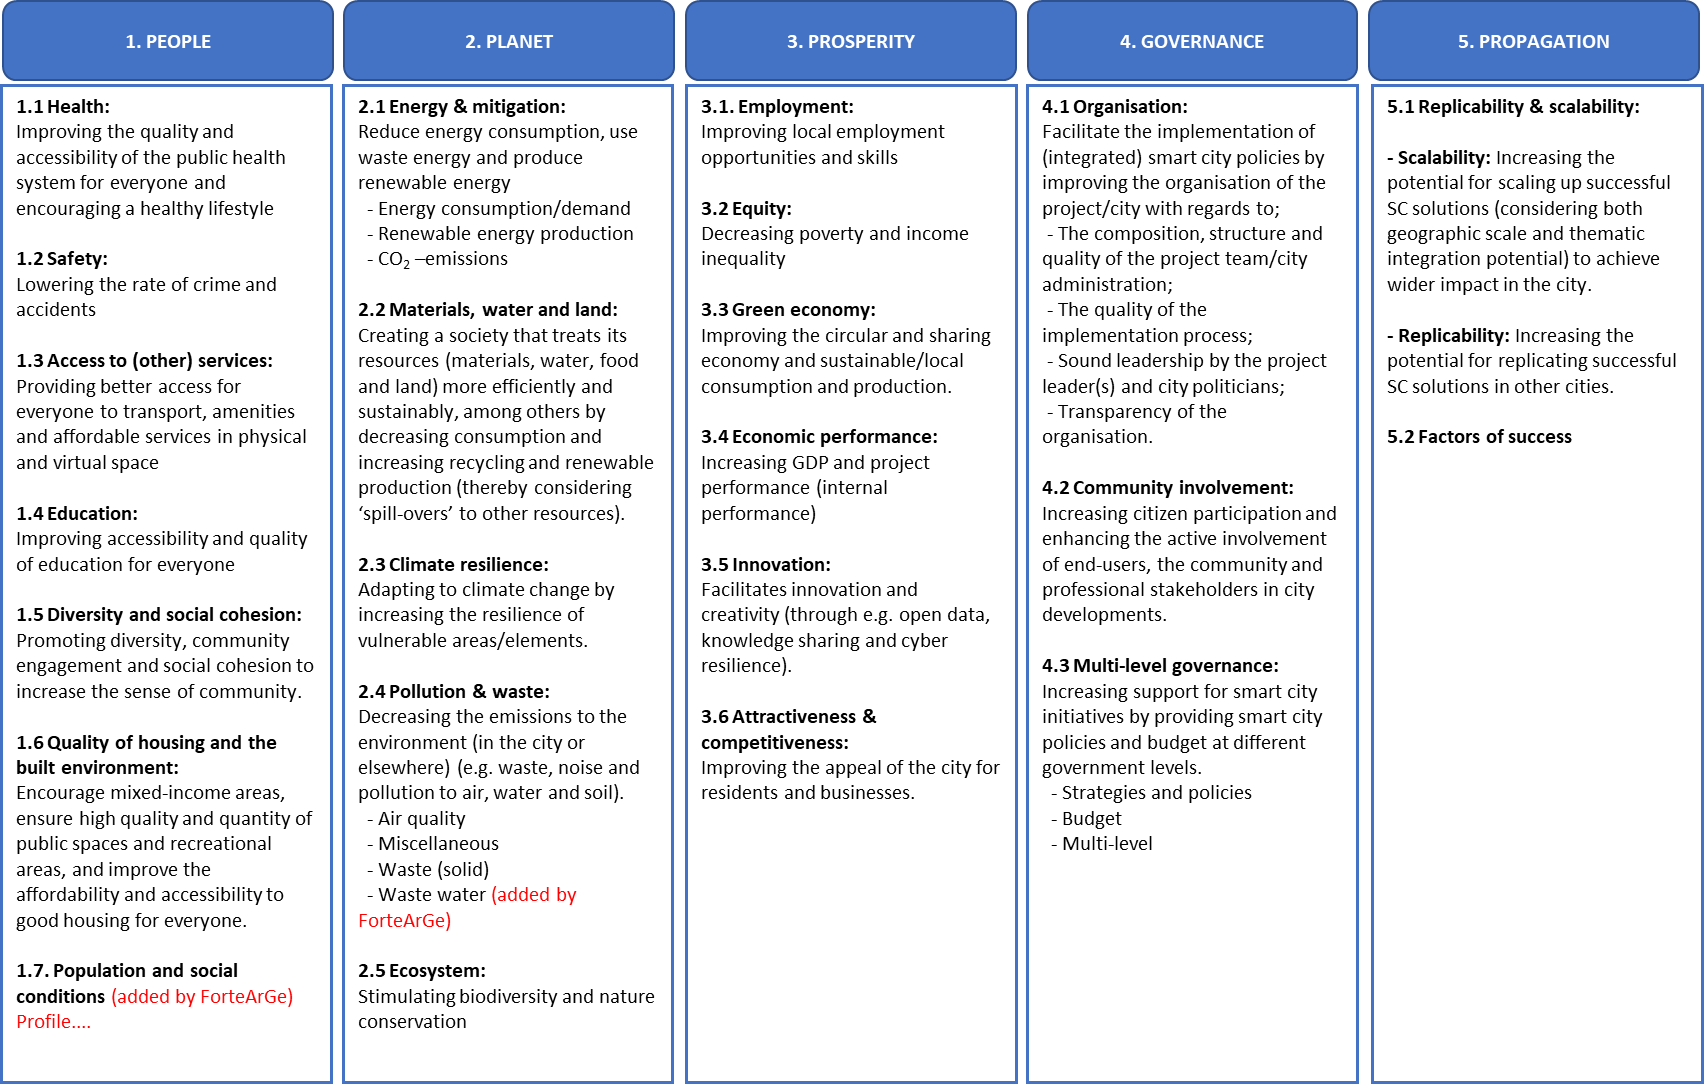 1. PEOPLE
1.1 Health:
Improving the quality and
accessibility of the public health
system for everyone and
encouraging a healthy lifestyle
1.2 Safety:
Lowering the rate of crime and
accidents
1.3 Access to (other) services:
Providing better access for
everyone to transport, amenities
and affordable services in physical
and virtual space
1.4 Education:
Improving accessibility and quality
of education for everyone
1.5 Diversity and social cohesion:
Promoting diversity, community
engagement and social cohesion to
increase the sense of community.
1.6 Quality of housing and the
built environment:
Encourage mixed-income areas,
ensure high quality and quantity of
public spaces and recreational
areas, and improve the
affordability and accessibility to
good housing for everyone.
1.7. Population and social
conditions (added by ForteArGe)
Profile....
2. PLANET
2.1 Energy & mitigation:
Reduce energy consumption, use
waste energy and produce
renewable energy
- Energy consumption/demand
- Renewable energy production
- CO2 –emissions
2.2 Materials, water and land:
Creating a society that treats its
resources (materials, water, food
and land) more efficiently and
sustainably, among others by
decreasing consumption and
increasing recycling and renewable
production (thereby considering
‘spill-overs’ to other resources).
2.3 Climate resilience:
Adapting to climate change by
increasing the resilience of
vulnerable areas/elements.
2.4 Pollution & waste:
Decreasing the emissions to the
environment (in the city or
elsewhere) (e.g. waste, noise and
pollution to air, water and soil).
- Air quality
- Miscellaneous
- Waste (solid)
- Waste water (added by
ForteArGe)
2.5 Ecosystem:
Stimulating biodiversity and nature
conservation
3. PROSPERITY
3.1. Employment:
Improving local employment
opportunities and skills
3.2 Equity:
Decreasing poverty and income
inequality
3.3 Green economy:
Improving the circular and sharing
economy and sustainable/local
consumption and production.
3.4 Economic performance:
Increasing GDP and project
performance (internal
performance)
3.5 Innovation:
Facilitates innovation and
creativity (through e.g. open data,
knowledge sharing and cyber
resilience).
3.6 Attractiveness &
competitiveness:
Improving the appeal of the city for
residents and businesses.
4. GOVERNANCE
4.1 Organisation:
Facilitate the implementation of
(integrated) smart city policies by
improving the organisation of the
project/city with regards to;
- The composition, structure and
quality of the project team/city
administration;
- The quality of the
implementation process;
- Sound leadership by the project
leader(s) and city politicians;
- Transparency of the
organisation.
4.2 Community involvement:
Increasing citizen participation and
enhancing the active involvement
of end-users, the community and
professional stakeholders in city
developments.
4.3 Multi-level governance:
Increasing support for smart city
initiatives by providing smart city
policies and budget at different
government levels.
- Strategies and policies
- Budget
- Multi-level
5. PROPAGATION
5.1 Replicability & scalability:
- Scalability: Increasing the
potential for scaling up successful
SC solutions (considering both
geographic scale and thematic
integration potential) to achieve
wider impact in the city.
- Replicability: Increasing the
potential for replicating successful
SC solutions in other cities.
5.2 Factors of success